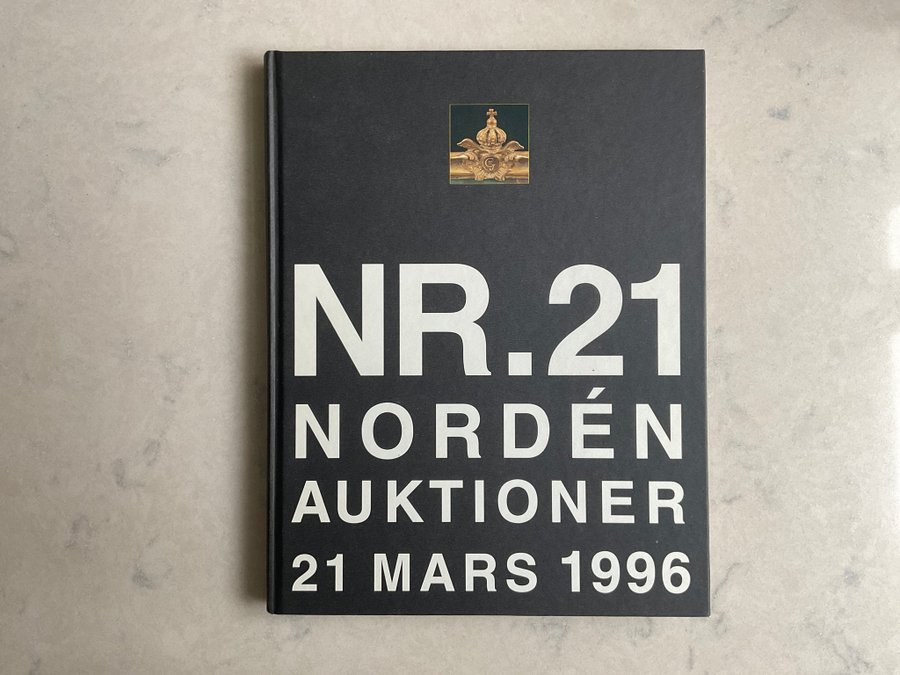 NR.21
NORDÉN
AUKTIONER
21 MARS 1996